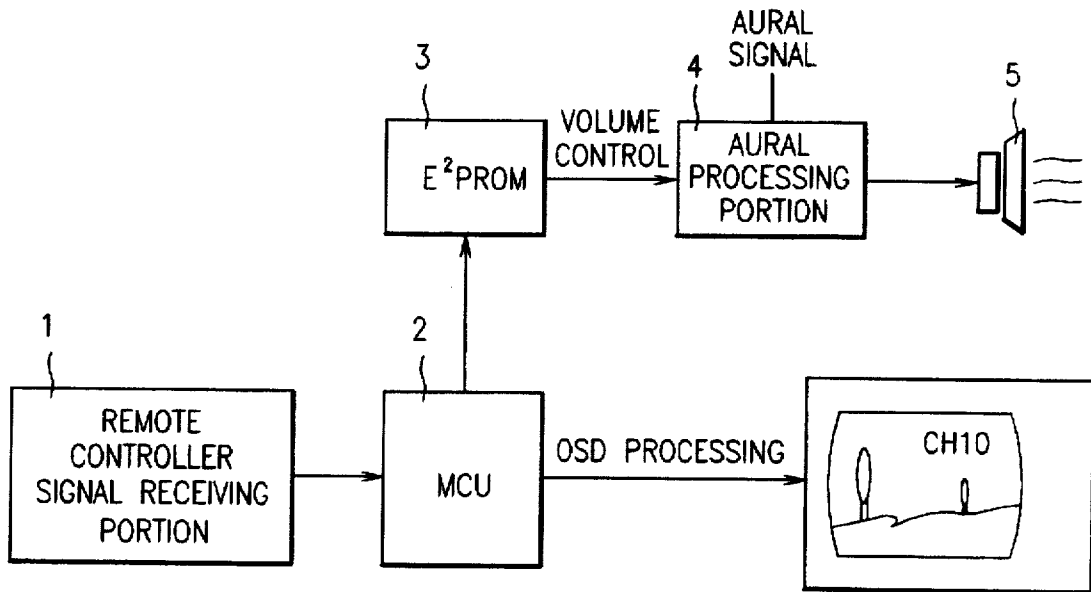 AURAL
SIGNAL
3
4
5
VOLUME
CONTROL
E²PROM
AURAL
PROCESSING
PORTION
1
2
REMOTE
CONTROLLER
SIGNAL RECEIVING
PORTION
MCU
OSD PROCESSING
CH10